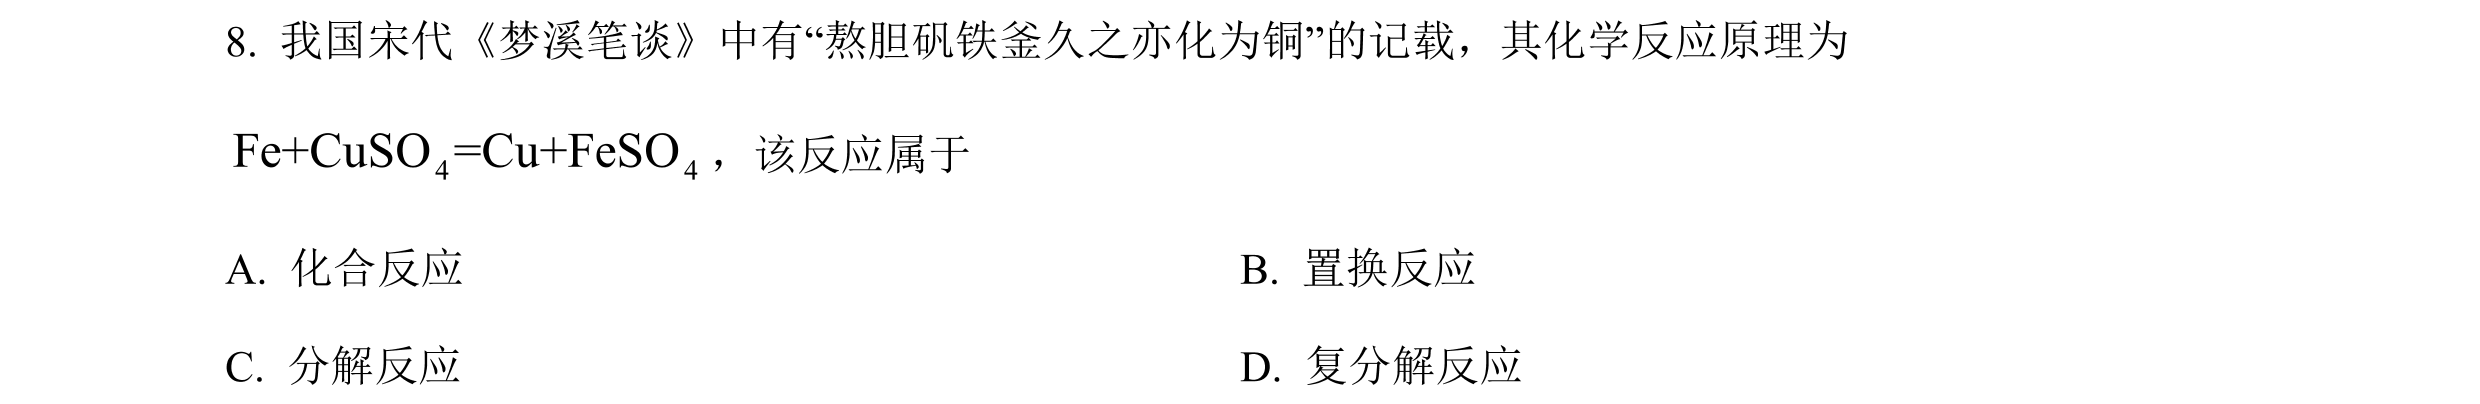 8. 我国宋代《梦溪笔谈》中有“熬胆矾铁釜久之亦化为铜”的记载，其化学反应原理为
Fe+CuSO₄=Cu+FeSO₄，该反应属于
A. 化合反应 B. 置换反应
C. 分解反应 D. 复分解反应